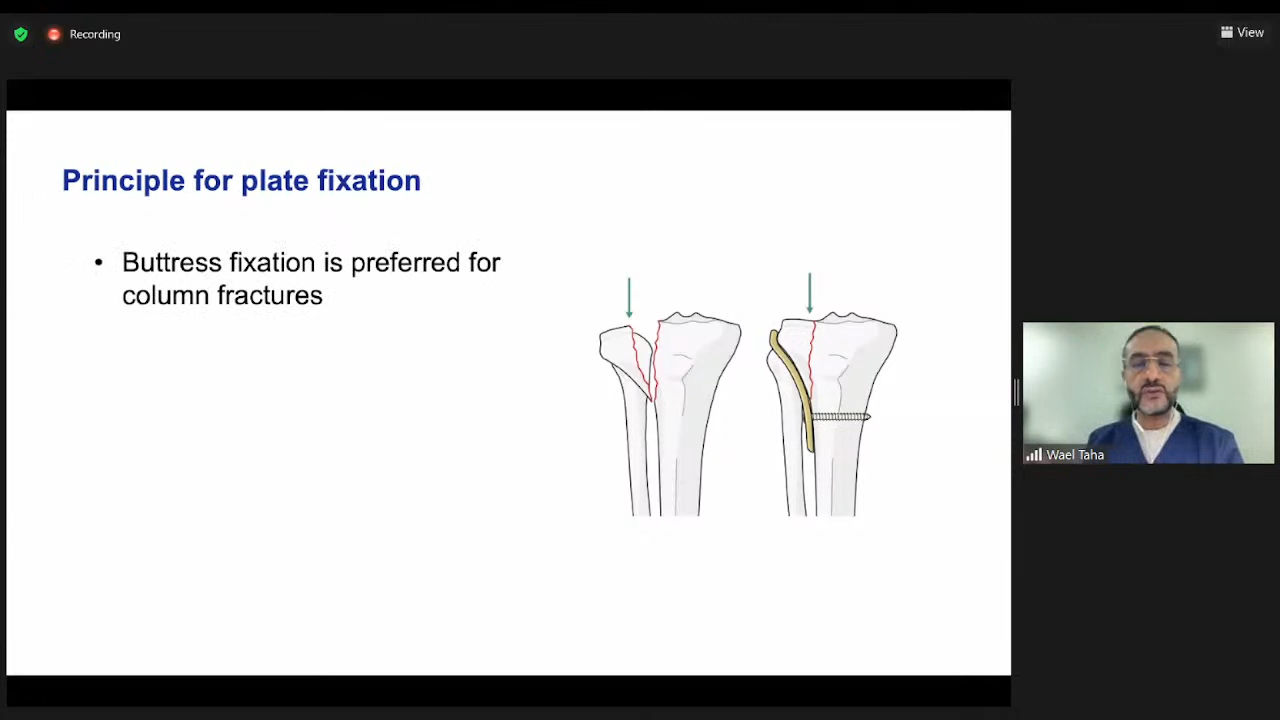 Recording
View
Principle for plate fixation
• Buttress fixation is preferred for
column fractures
Wael Taha